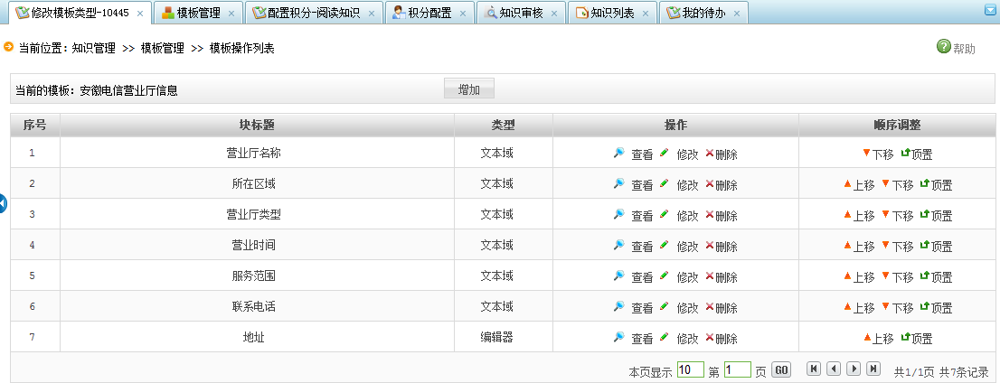 修改模板类型-10445 × 模板管理 × 配置积分-阅读知识 × 积分配置 × 知识审核 × 知识列表 × 我的待办 ×
当前位置：知识管理 >> 模板管理 >> 模板操作列表 帮助
当前的模板：安徽电信营业厅信息 增加
序号 块标题 类型 操作 顺序调整
1 营业厅名称 文本域 查看 修改 删除 下移 顶置
2 所在区域 文本域 查看 修改 删除 上移 下移 顶置
3 营业厅类型 文本域 查看 修改 删除 上移 下移 顶置
4 营业时间 文本域 查看 修改 删除 上移 下移 顶置
5 服务范围 文本域 查看 修改 删除 上移 下移 顶置
6 联系电话 文本域 查看 修改 删除 上移 下移 顶置
7 地址 编辑器 查看 修改 删除 上移 顶置
本页显示 10 第 1 页 GO 共1/1页 共7条记录